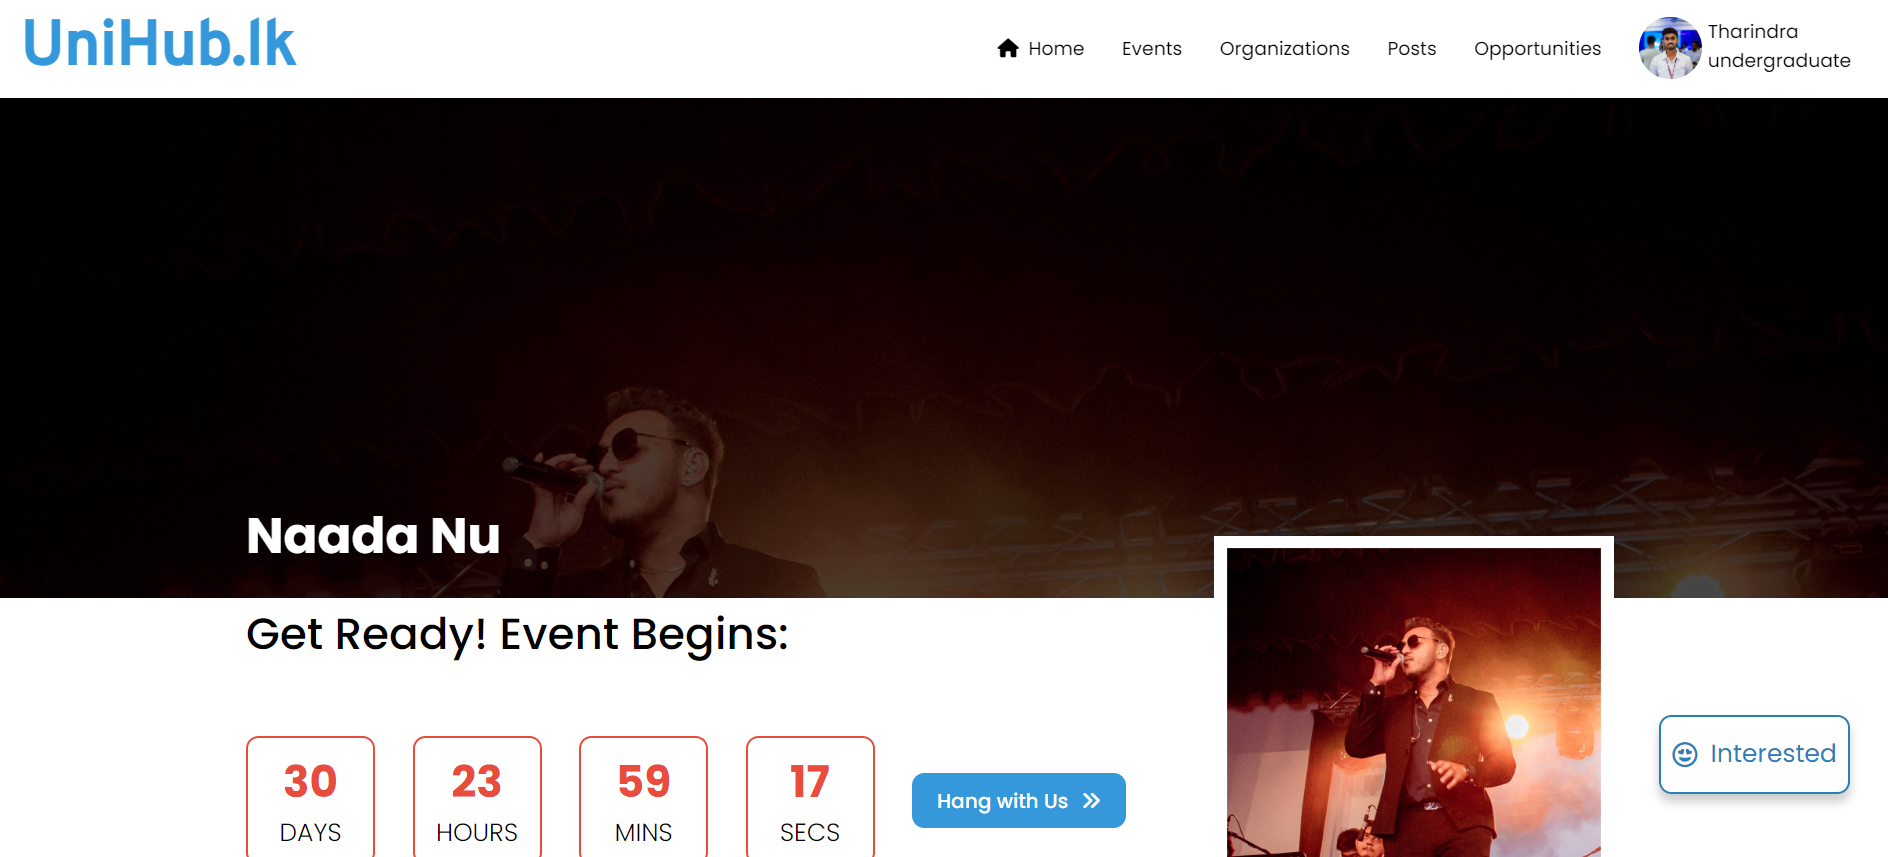 UniHub.lk
Home Events Organizations Posts Opportunities
Tharindra
undergraduate
Naada Nu
Get Ready! Event Begins:
30 23 59 17
DAYS HOURS MINS SECS
Hang with Us
Interested